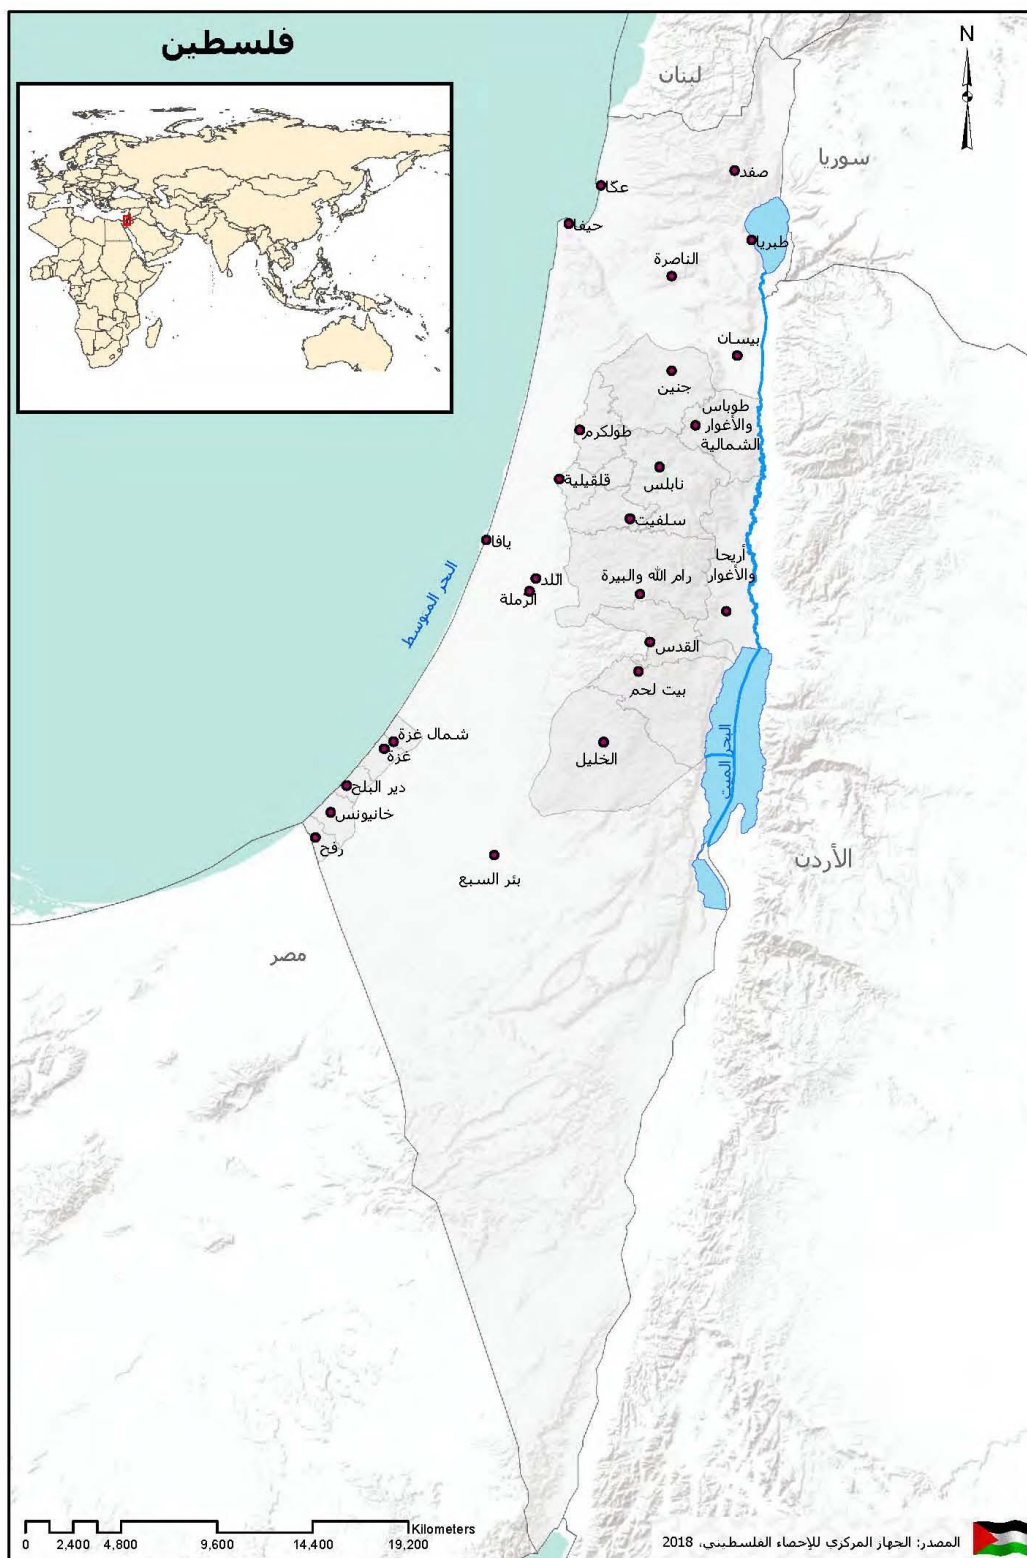 فلسطين
N
لبنان
سوريا
صفد
عكا
حيفا
طبريا
الناصرة
بيسان
جنين
طوباس
والأغوار
الشمالية
طولكرم
نابلس
قلقيلية
سلفيت
يافا
أريحا
والأغوار
اللد
رام الله والبيرة
الرملة
البحر المتوسط
القدس
بيت لحم
شمال غزة
غزة
الخليل
البحر الميت
دير البلح
خانيونس
رفح
الأردن
بئر السبع
مصر
Kilometers
0 2,400 4,800 9,600 14,400 19,200
المصدر: الجهاز المركزي للإحصاء الفلسطيني، 2018